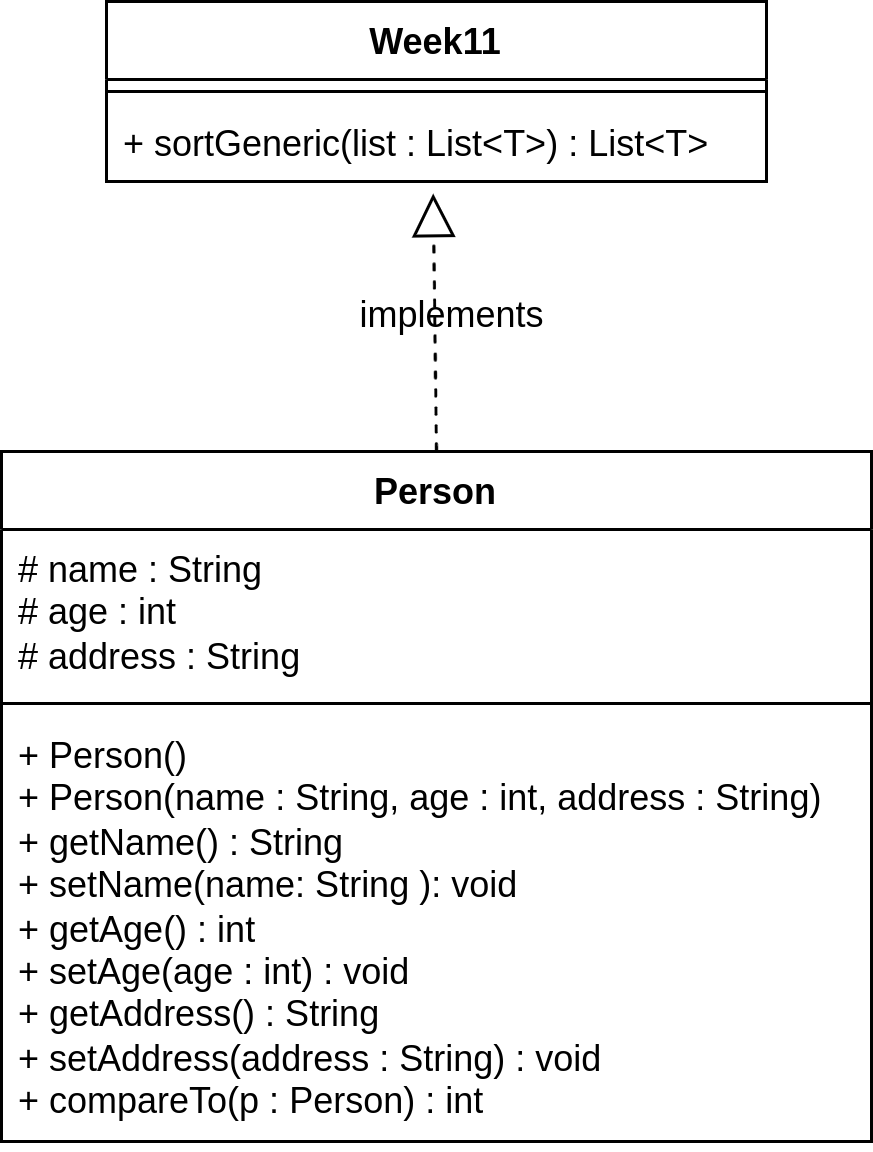 Week11
+ sortGeneric(list : List<T>) : List<T>
implements
Person
# name : String
# age : int
# address : String
+ Person()
+ Person(name : String, age : int, address : String)
+ getName() : String
+ setName(name: String ): void
+ getAge() : int
+ setAge(age : int) : void
+ getAddress() : String
+ setAddress(address : String) : void
+ compareTo(p : Person) : int